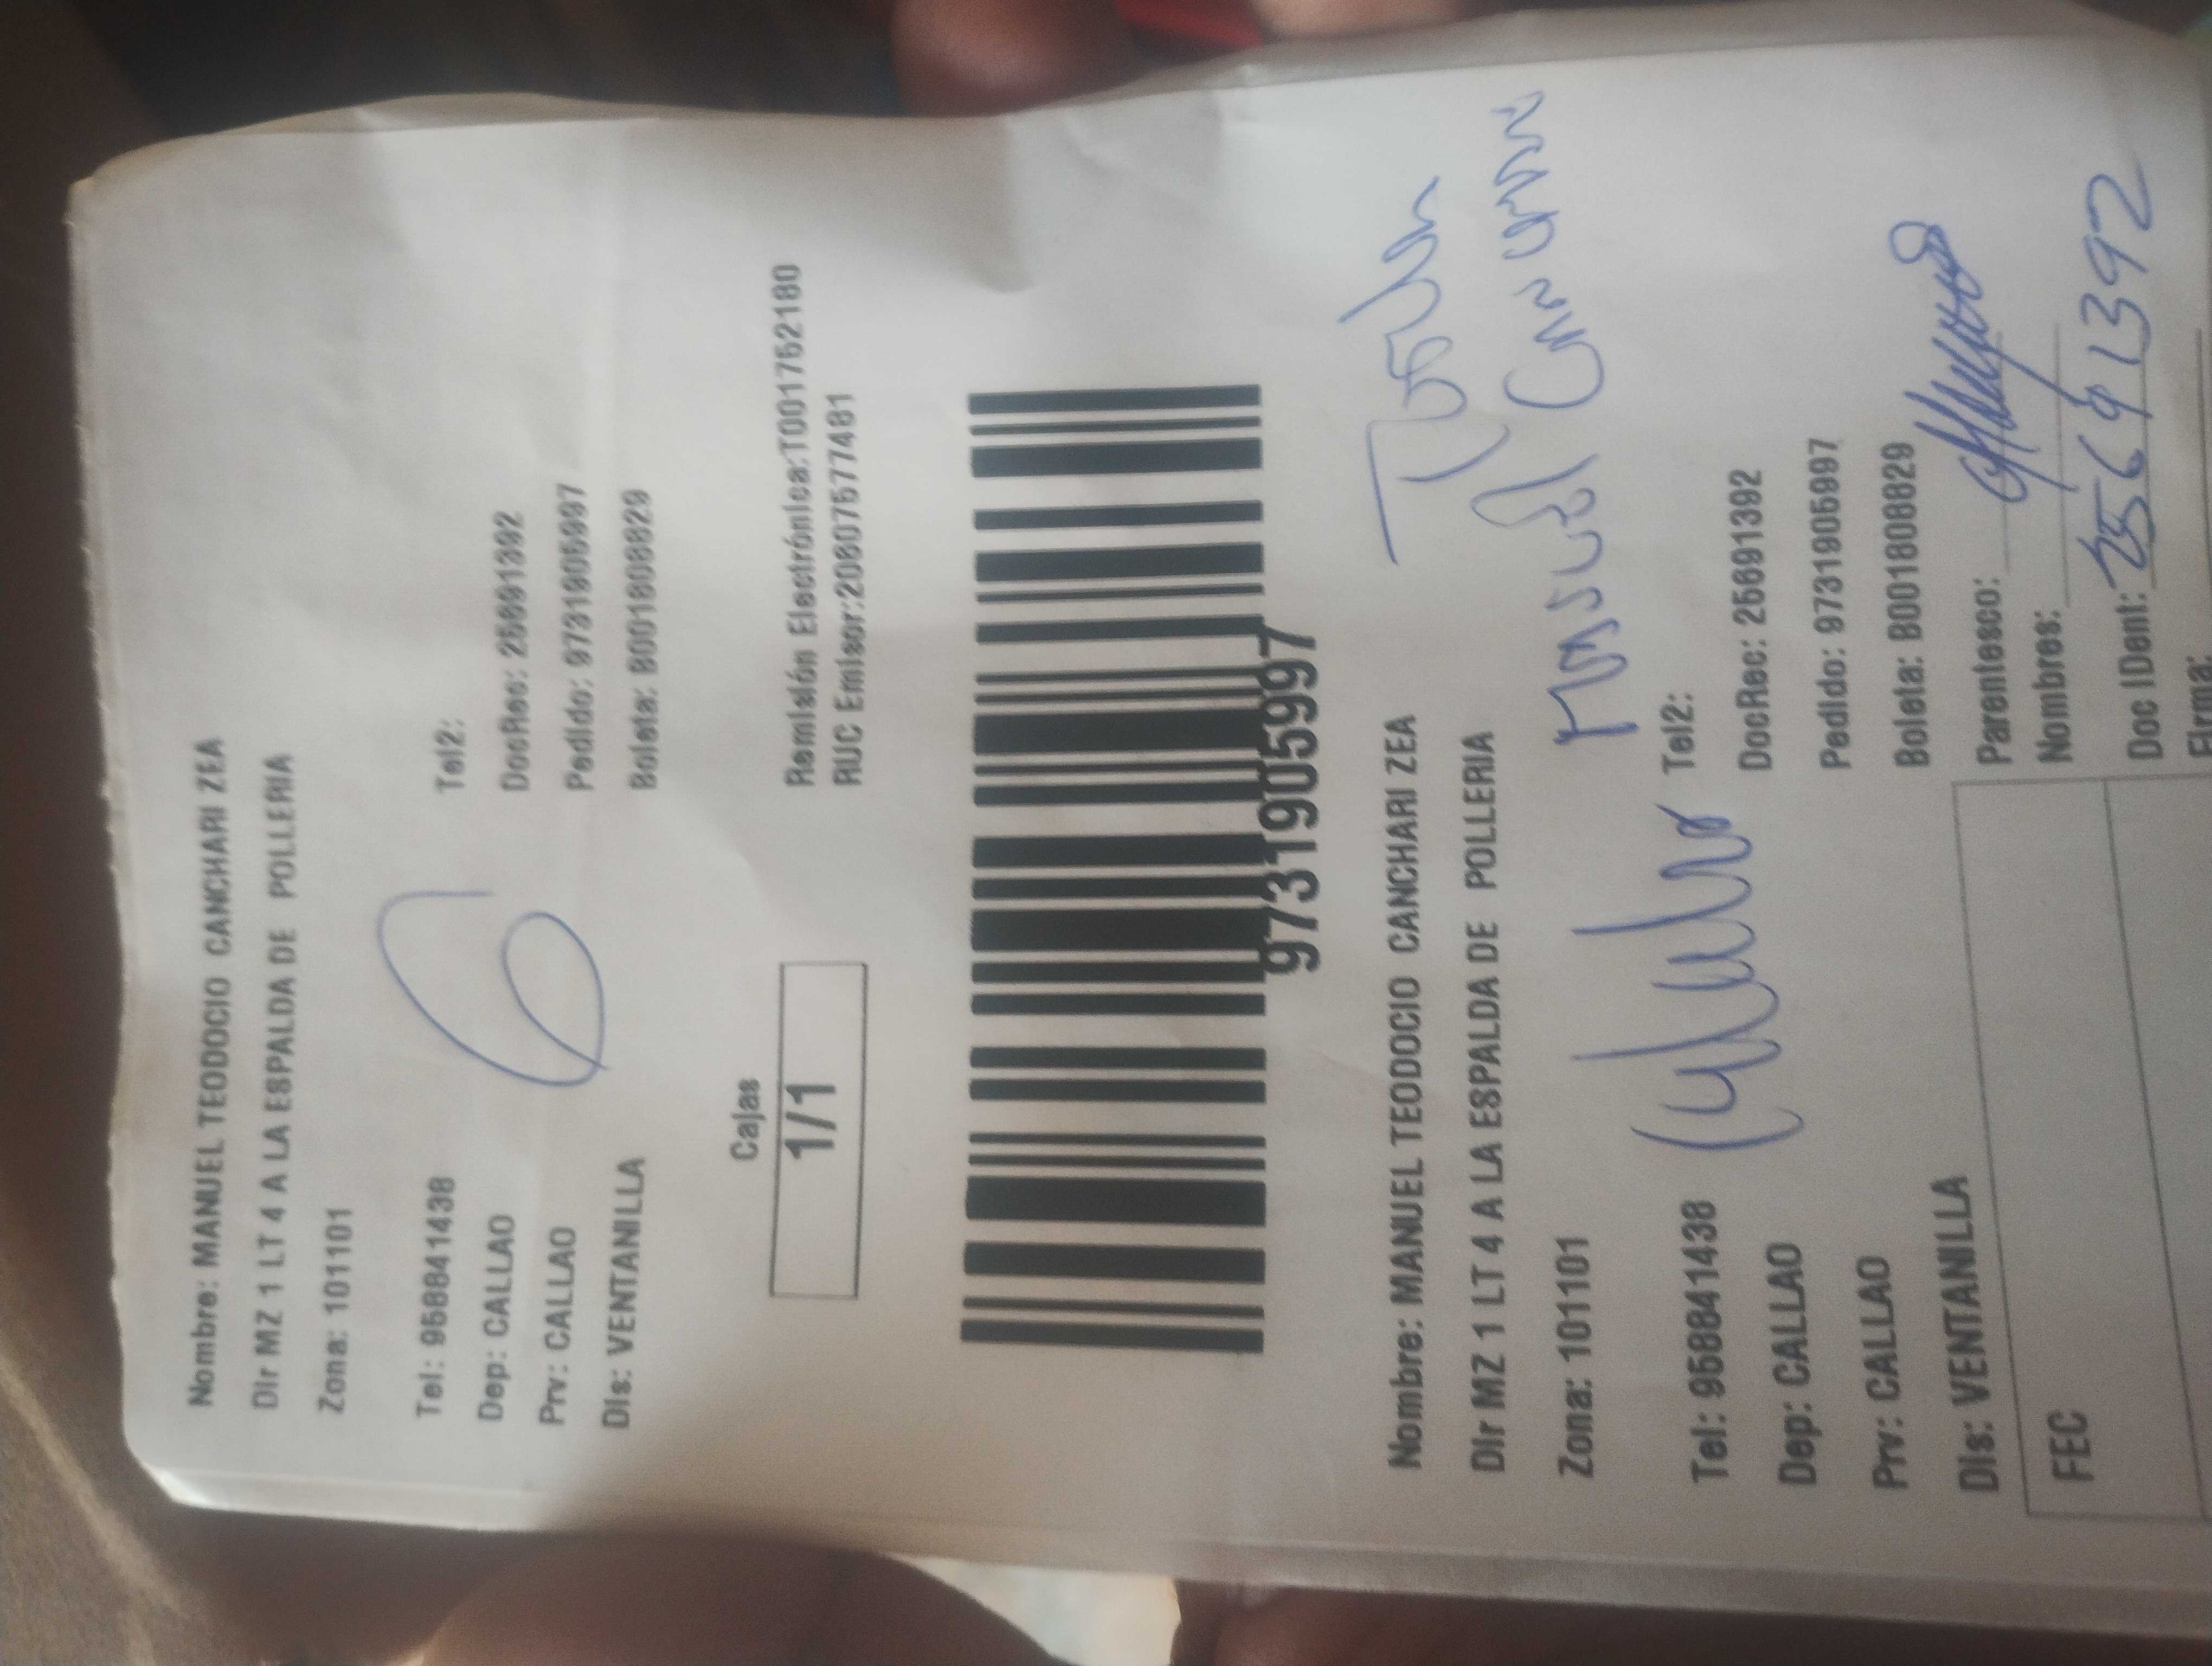 Nombre: MANUEL TEODOCIO CANCHARI ZEA
Dir MZ 1 LT 4 A LA ESPALDA DE POLLERIA
Zona: 101101
Tel: 958841438
Tel2:
Dep: CALLAO
DocRec: 25691392
Prv: CALLAO
Pedido: 9731905997
Dis: VENTANILLA
Boleta: B001808829
Cajas
1/1
Remisión Electrónica:T001752180
RUC Emisor:20607577481
9731905997
Nombre: MANUEL TEODOCIO CANCHARI ZEA
Dir MZ 1 LT 4 A LA ESPALDA DE POLLERIA
Manuel
Zona: 101101
Tel: 958841438
Tel2:
Dep: CALLAO
DocRec: 25691392
Prv: CALLAO
Pedido: 9731905997
Dis: VENTANILLA
Boleta: B001808829
FEC
Parentesco:
Nombres:
Doc IDent: 25691392
Firma: